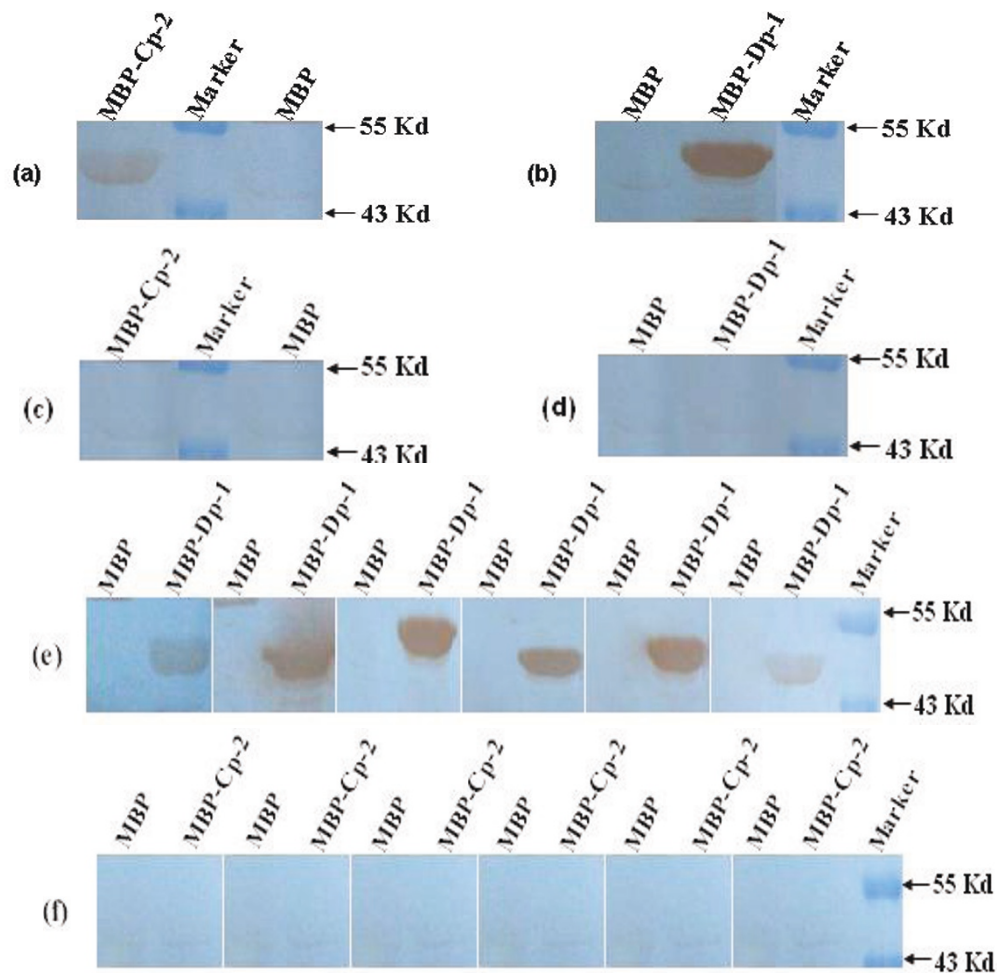 MBP-Cp-2 Marker MBP
55 Kd
(a)
43 Kd
MBP MBP-Dp-1 Marker
55 Kd
(b)
43 Kd
MBP-Cp-2 Marker MBP
55 Kd
(c)
43 Kd
MBP MBP-Dp-1 Marker
55 Kd
(d)
43 Kd
MBP MBP-Dp-1 MBP MBP-Dp-1 MBP MBP-Dp-1 MBP MBP-Dp-1 MBP MBP-Dp-1 MBP MBP-Dp-1 Marker
55 Kd
(e)
43 Kd
MBP MBP-Cp-2 MBP MBP-Cp-2 MBP MBP-Cp-2 MBP MBP-Cp-2 MBP MBP-Cp-2 MBP MBP-Cp-2 Marker
55 Kd
(f)
43 Kd